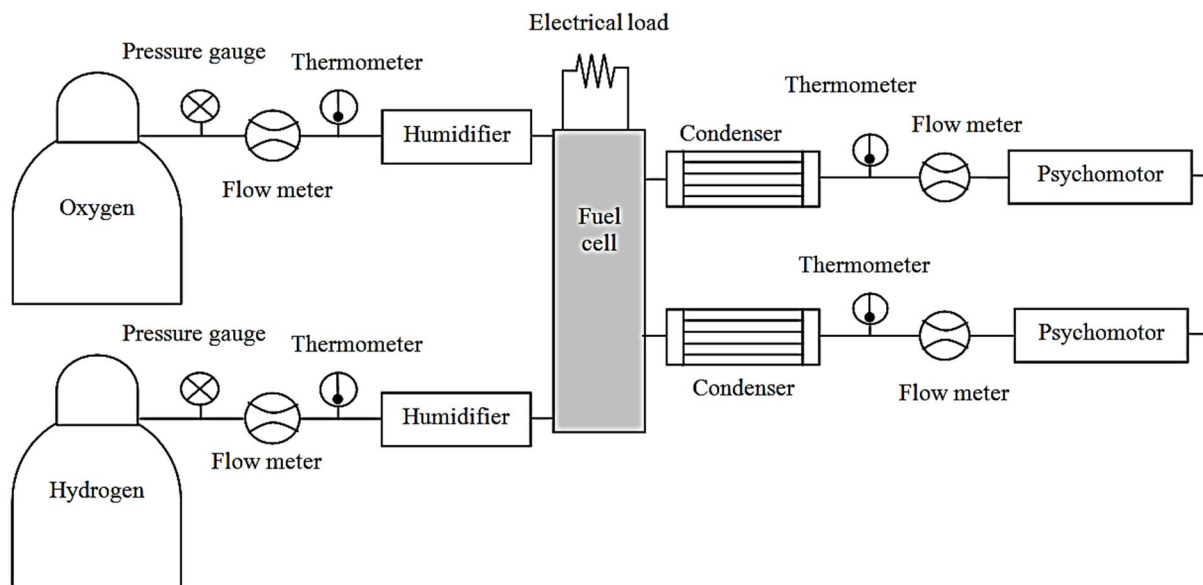 Electrical load
Pressure gauge
Thermometer
Humidifier
Flow meter
Oxygen
Fuel
cell
Condenser
Thermometer
Flow meter
Psychomotor
Pressure gauge
Thermometer
Humidifier
Flow meter
Hydrogen
Thermometer
Psychomotor
Condenser
Flow meter